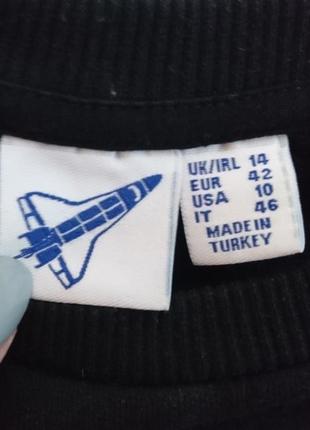 UK/IRL 14
EUR 42
USA 10
IT 46
MADE IN
TURKEY